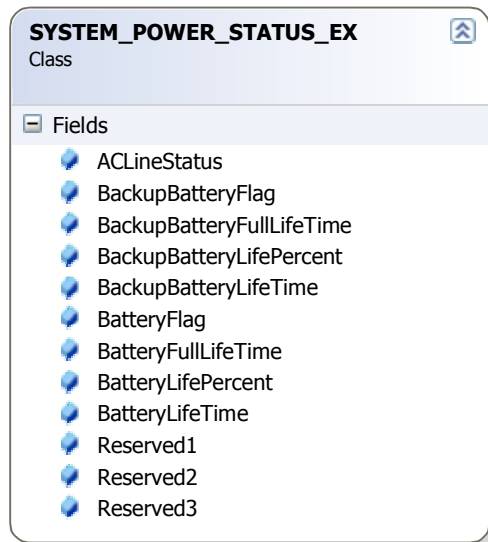 SYSTEM_POWER_STATUS_EX
Class
Fields
ACLineStatus
BackupBatteryFlag
BackupBatteryFullLifeTime
BackupBatteryLifePercent
BackupBatteryLifeTime
BatteryFlag
BatteryFullLifeTime
BatteryLifePercent
BatteryLifeTime
Reserved1
Reserved2
Reserved3